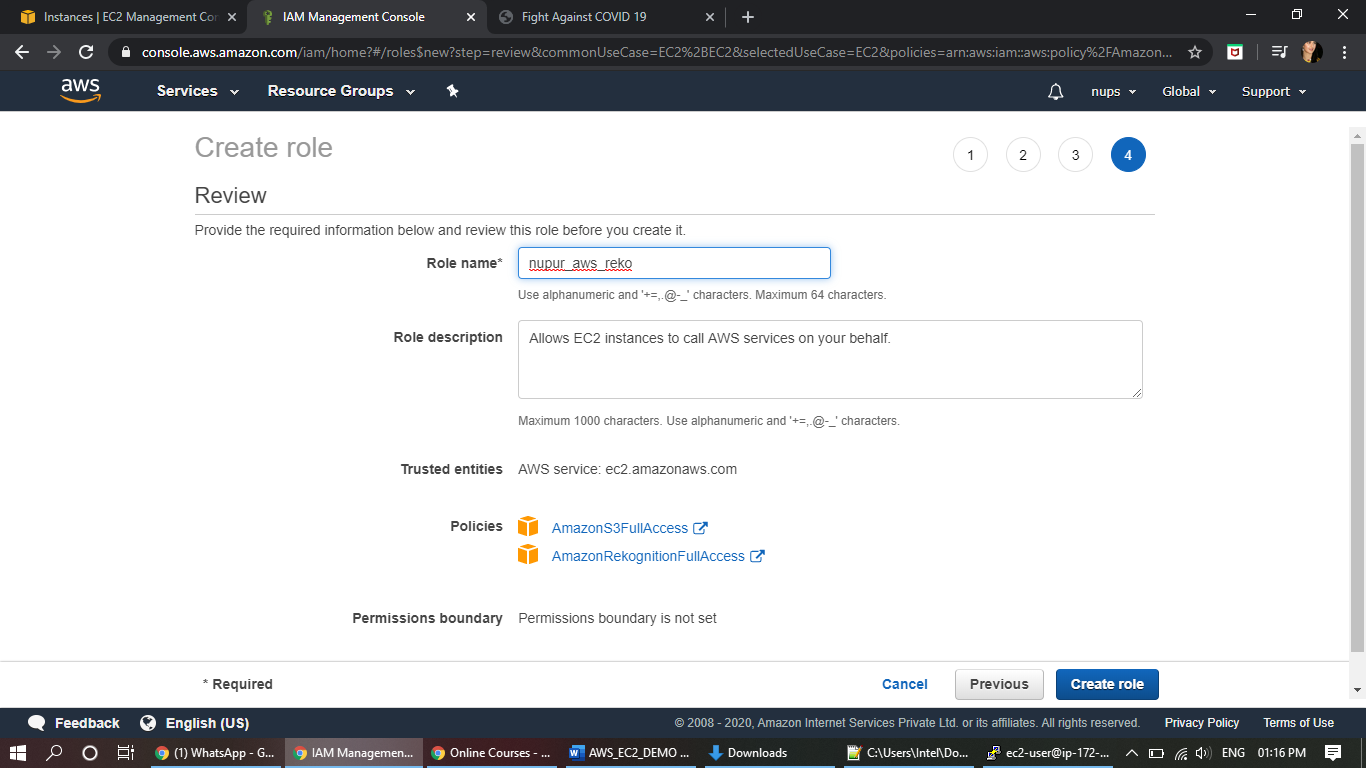 Instances | EC2 Management Cor
IAM Management Console
Fight Against COVID 19
console.aws.amazon.com/iam/home?#/roles$new?step=review&commonUseCase=EC2%2BEC2&selectedUseCase=EC2&policies=arn:aws:iam::aws:policy%2FAmazon...
aws Services Resource Groups nups Global Support
Create role
1 2 3 4
Review
Provide the required information below and review this role before you create it.
Role name* nupur_aws_reko
Use alphanumeric and '+=,.@-_' characters. Maximum 64 characters.
Role description Allows EC2 instances to call AWS services on your behalf.
Maximum 1000 characters. Use alphanumeric and '+=,.@-_' characters.
Trusted entities AWS service: ec2.amazonaws.com
Policies AmazonS3FullAccess
AmazonRekognitionFullAccess
Permissions boundary Permissions boundary is not set
* Required Cancel Previous Create role
Feedback English (US) © 2008 - 2020, Amazon Internet Services Private Ltd. or its affiliates. All rights reserved. Privacy Policy Terms of Use
(1) WhatsApp - G... IAM Managemen... Online Courses - ... AWS_EC2_DEMO ... Downloads C:\Users\Intel\Do... ec2-user@ip-172-... ENG 01:16 PM